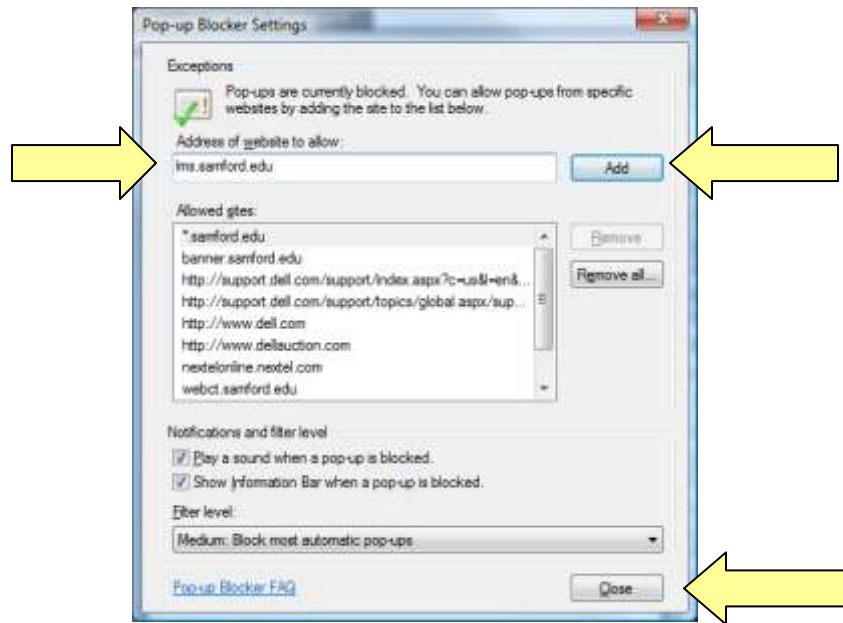 Pop-up Blocker Settings
Exceptions
Pop-ups are currently blocked. You can allow pop-ups from specific
websites by adding the site to the list below.
Address of website to allow:
lms.samford.edu
Add
Allowed sites:
*.samford.edu
Remove
banner.samford.edu
http://support.dell.com/support/index.aspx?c=us&l=en&...
Remove all...
http://support.dell.com/support/topics/global.aspx/sup...
http://www.dell.com
http://www.dellauction.com
nextelonline.nextel.com
webct.samford.edu
Notifications and filter level
Play a sound when a pop-up is blocked.
Show Information Bar when a pop-up is blocked.
Filter level:
Medium: Block most automatic pop-ups
Pop-up Blocker FAQ
Close